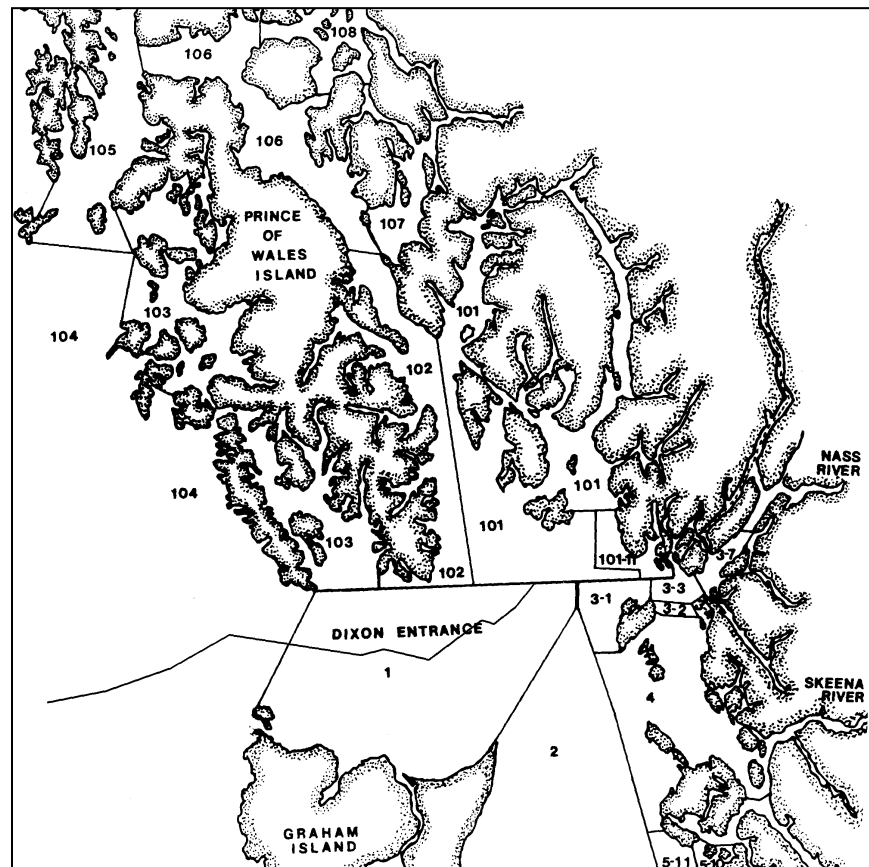 108
106
105
106
107
PRINCE
OF
WALES
ISLAND
103
104
101
102
NASS
RIVER
104
101
101
103
102
101-11
3-7
3-3
3-1
3-2
DIXON ENTRANCE
1
4
SKEENA
RIVER
2
GRAHAM
ISLAND
5-11